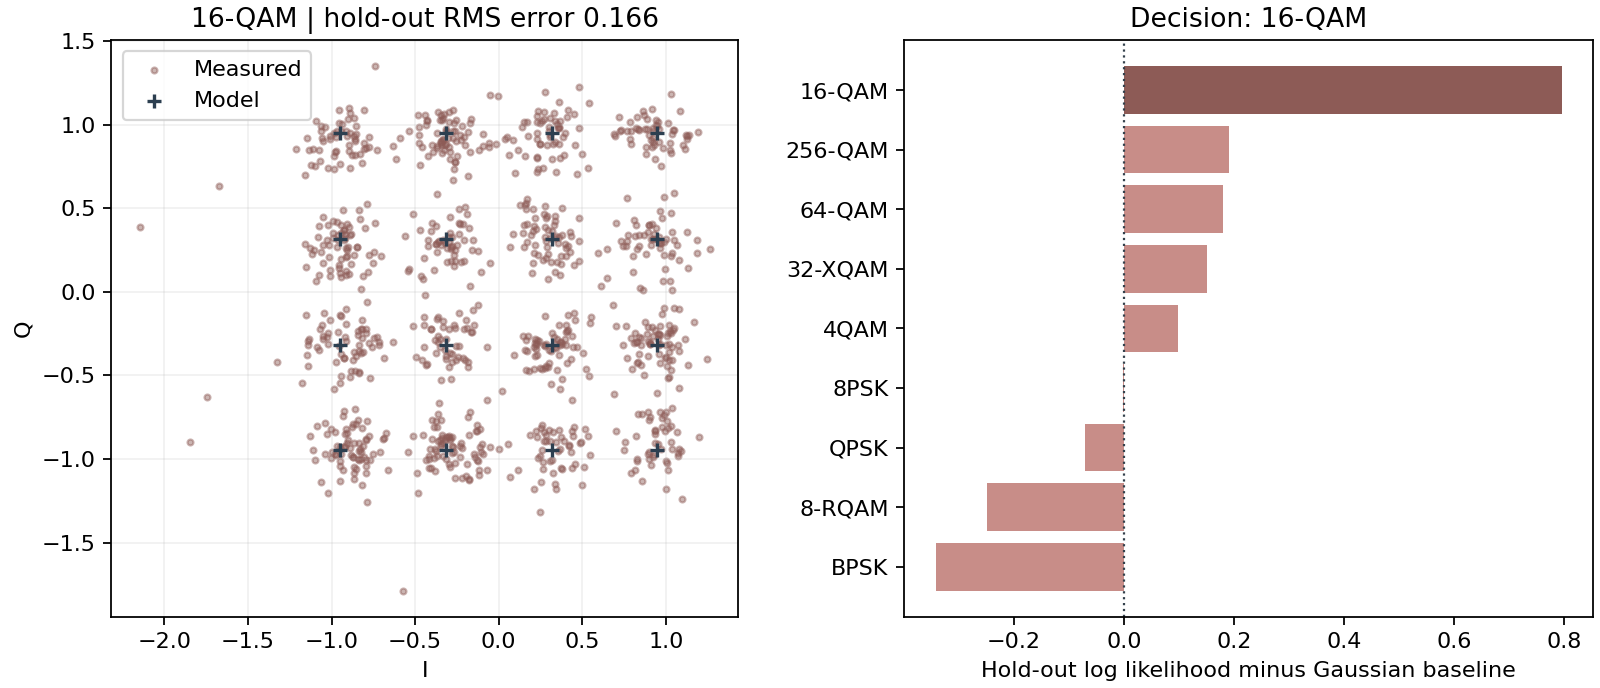 16-QAM | hold-out RMS error 0.166
Measured
Model
Q
1.5
1.0
0.5
0.0
−0.5
−1.0
−1.5
−2.0
−1.5
−1.0
−0.5
0.0
0.5
1.0
I
Decision: 16-QAM
16-QAM
256-QAM
64-QAM
32-XQAM
4QAM
8PSK
QPSK
8-RQAM
BPSK
−0.2
0.0
0.2
0.4
0.6
0.8
Hold-out log likelihood minus Gaussian baseline